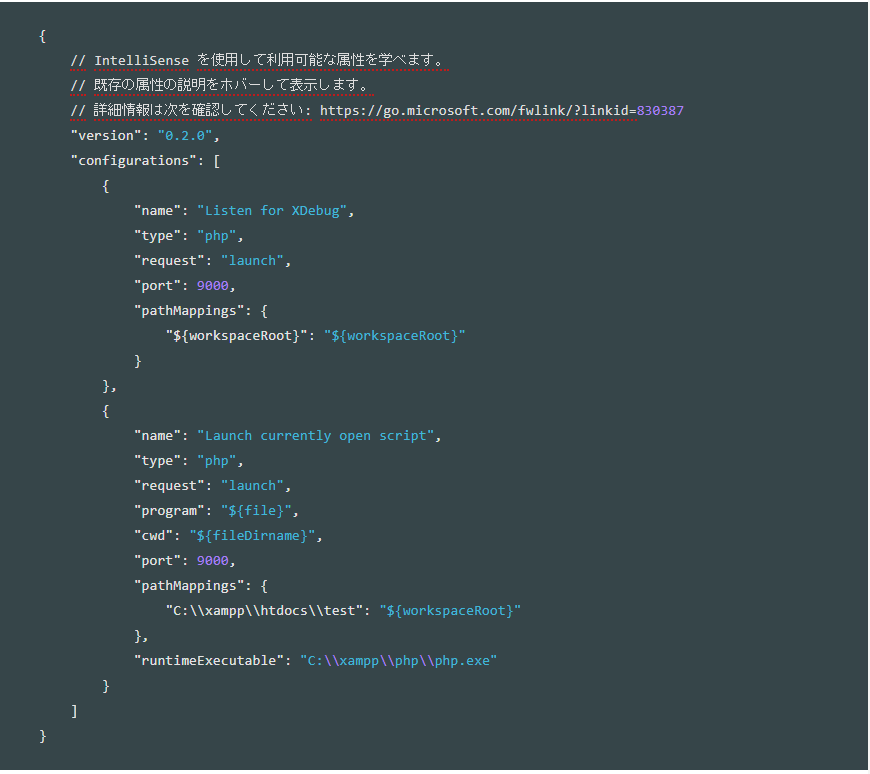 {
    // IntelliSense を使用して利用可能な属性を学べます。
    // 既存の属性の説明をホバーして表示します。
    // 詳細情報は次を確認してください: https://go.microsoft.com/fwlink/?linkid=830387
    "version": "0.2.0",
    "configurations": [
        {
            "name": "Listen for XDebug",
            "type": "php",
            "request": "launch",
            "port": 9000,
            "pathMappings": {
                "${workspaceRoot}": "${workspaceRoot}"
            }
        },
        {
            "name": "Launch currently open script",
            "type": "php",
            "request": "launch",
            "program": "${file}",
            "cwd": "${fileDirname}",
            "port": 9000,
            "pathMappings": {
                "C:\\xampp\\htdocs\\test": "${workspaceRoot}"
            },
            "runtimeExecutable": "C:\\xampp\\php\\php.exe"
        }
    ]
}